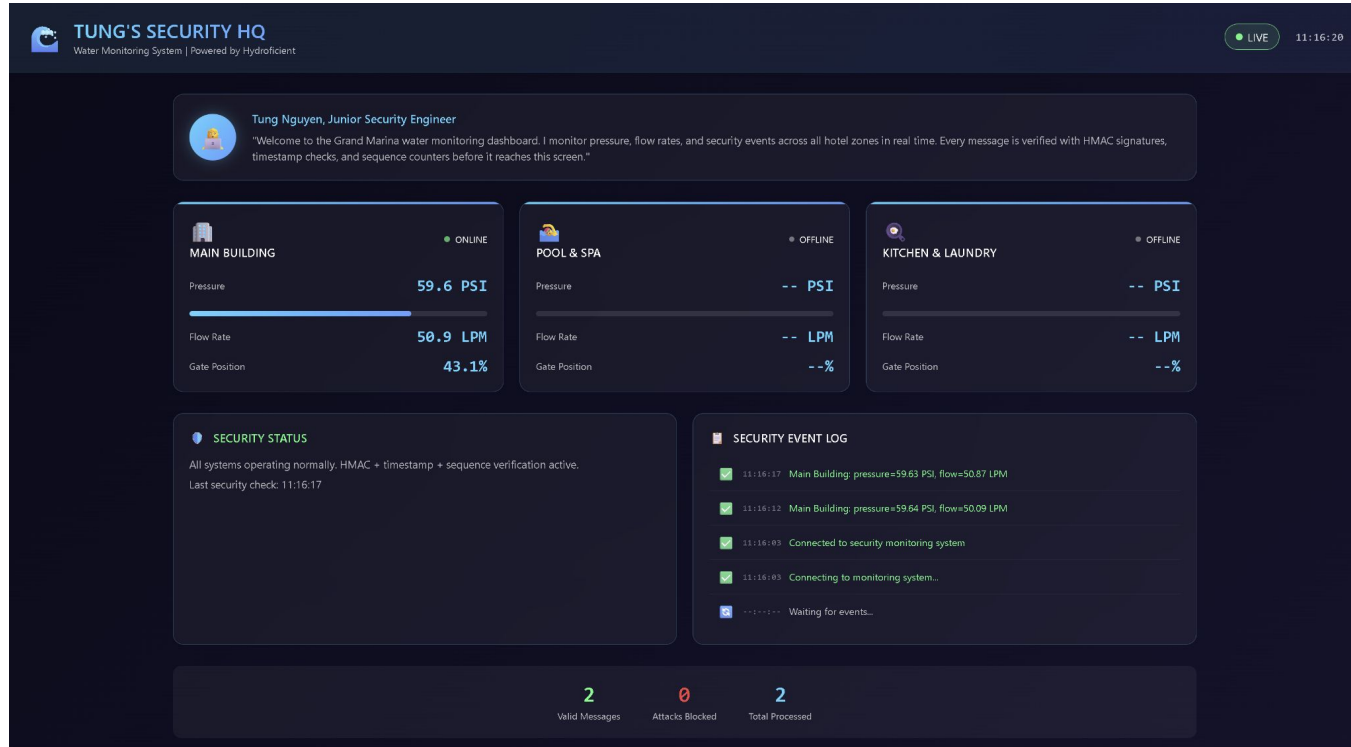 TUNG'S SECURITY HQ
Water Monitoring System | Powered by Hydroficient
LIVE
11:16:20
Tung Nguyen, Junior Security Engineer
"Welcome to the Grand Marina water monitoring dashboard. I monitor pressure, flow rates, and security events across all hotel zones in real time. Every message is verified with HMAC signatures,
timestamp checks, and sequence counters before it reaches this screen."
MAIN BUILDING
ONLINE
Pressure
59.6 PSI
Flow Rate
50.9 LPM
Gate Position
43.1%
POOL & SPA
OFFLINE
Pressure
-- PSI
Flow Rate
-- LPM
Gate Position
--%
KITCHEN & LAUNDRY
OFFLINE
Pressure
-- PSI
Flow Rate
-- LPM
Gate Position
--%
SECURITY STATUS
All systems operating normally. HMAC + timestamp + sequence verification active.
Last security check: 11:16:17
SECURITY EVENT LOG
11:16:17 Main Building: pressure=59.63 PSI, flow=50.87 LPM
11:16:12 Main Building: pressure=59.64 PSI, flow=50.09 LPM
11:16:03 Connected to security monitoring system
11:16:03 Connecting to monitoring system...
--:--:-- Waiting for events...
2
Valid Messages
0
Attacks Blocked
2
Total Processed